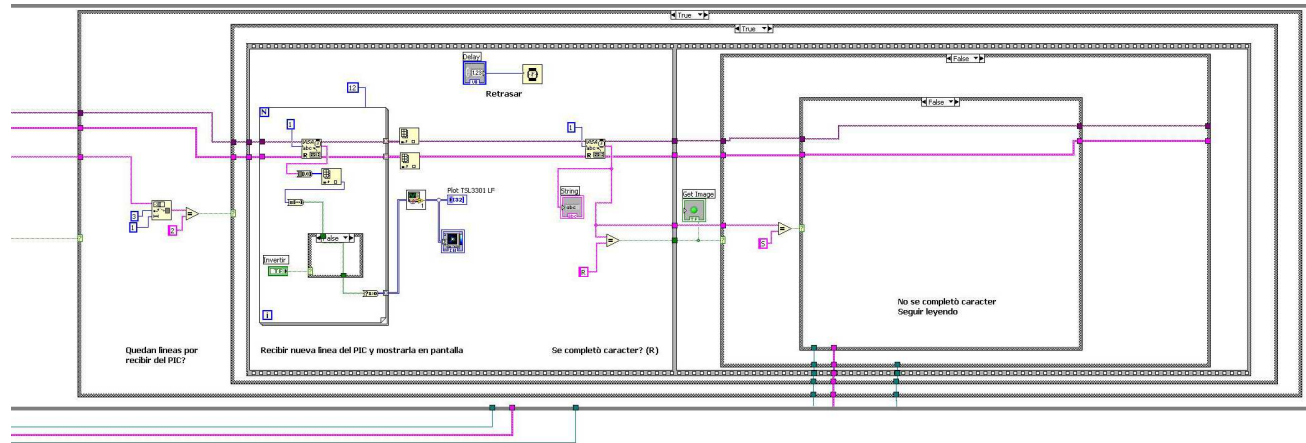 True
True
False
Delay
Retrasar
12
N
1
1
False
Plot TSL3301 LF
String
Get Image
3
1
2
=
False
Invertir
TF
i
R
=
S
=
No se completò caracter
Seguir leyendo
Quedan lineas por
recibir del PIC?
Recibir nueva linea del PIC y mostrarla en pantalla
Se completò caracter? (R)